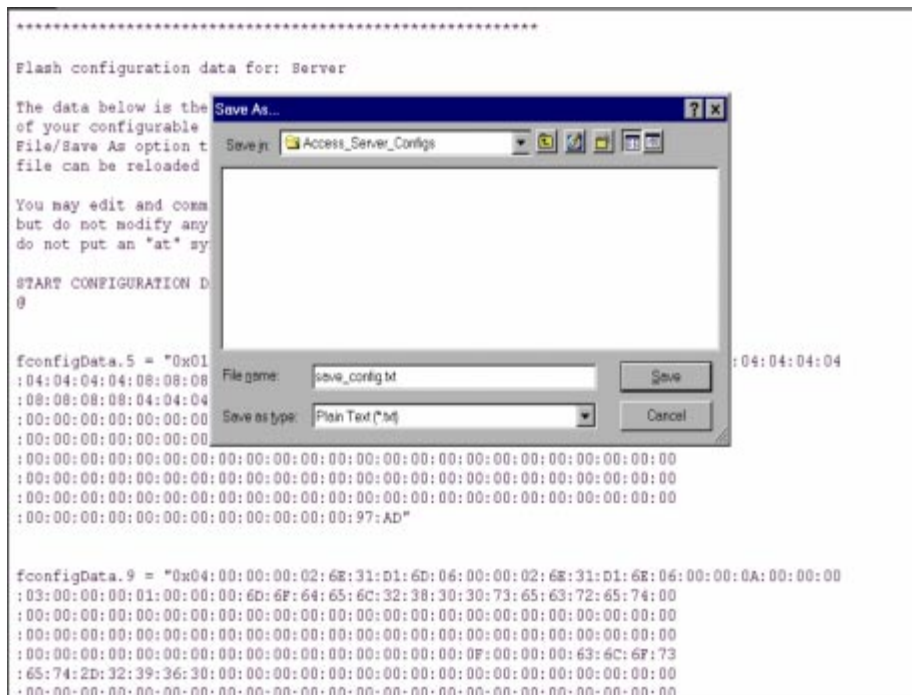 ************************************************************
Flash configuration data for: Server
The data below is the
of your configurable
File/Save As option t
file can be reloaded
You may edit and comm
but do not modify any
do not put an "at" sy
START CONFIGURATION D
@
Save As...
Save in:
Access_Server_Configs
File name:
save_config.txt
Save
Save as type:
Plain Text (*.txt)
Cancel
fconfigData.5 = "0x01
:04:04:04:04
:04:04:04:04:08:08:08
:08:08:08:08:04:04:04
:00:00:00:00:00:00:00
:00:00:00:00:00:00:00
:00:00:00:00:00:00:00:00:00:00:00:00:00:00:00:00:00:00:00:00:00:00
:00:00:00:00:00:00:00:00:00:00:00:00:00:00:00:00:00:00:00:00:00:00
:00:00:00:00:00:00:00:00:00:00:00:00:00:00:00:00:00:00:00:00:00:00
:00:00:00:00:00:00:00:00:00:00:00:97:AD"
fconfigData.9 = "0x04:00:00:00:02:6E:31:D1:6D:06:00:00:02:6E:31:D1:6E:06:00:00:0A:00:00:00
:03:00:00:00:01:00:00:00:6D:6F:64:65:6C:32:38:30:30:73:65:63:72:65:74:00
:00:00:00:00:00:00:00:00:00:00:00:00:00:00:00:00:00:00:00:00:00:00
:00:00:00:00:00:00:00:00:00:00:00:00:00:00:00:00:00:00:00:00:00:00
:00:00:00:00:00:00:00:00:00:00:00:00:00:00:0F:00:00:00:63:6C:6F:73
:65:74:2D:32:39:36:30:00:00:00:00:00:00:00:00:00:00:00:00:00:00:00
:00:00:00:00:00:00:00:00:00:00:00:00:00:00:00:00:00:00:00:00:00:00